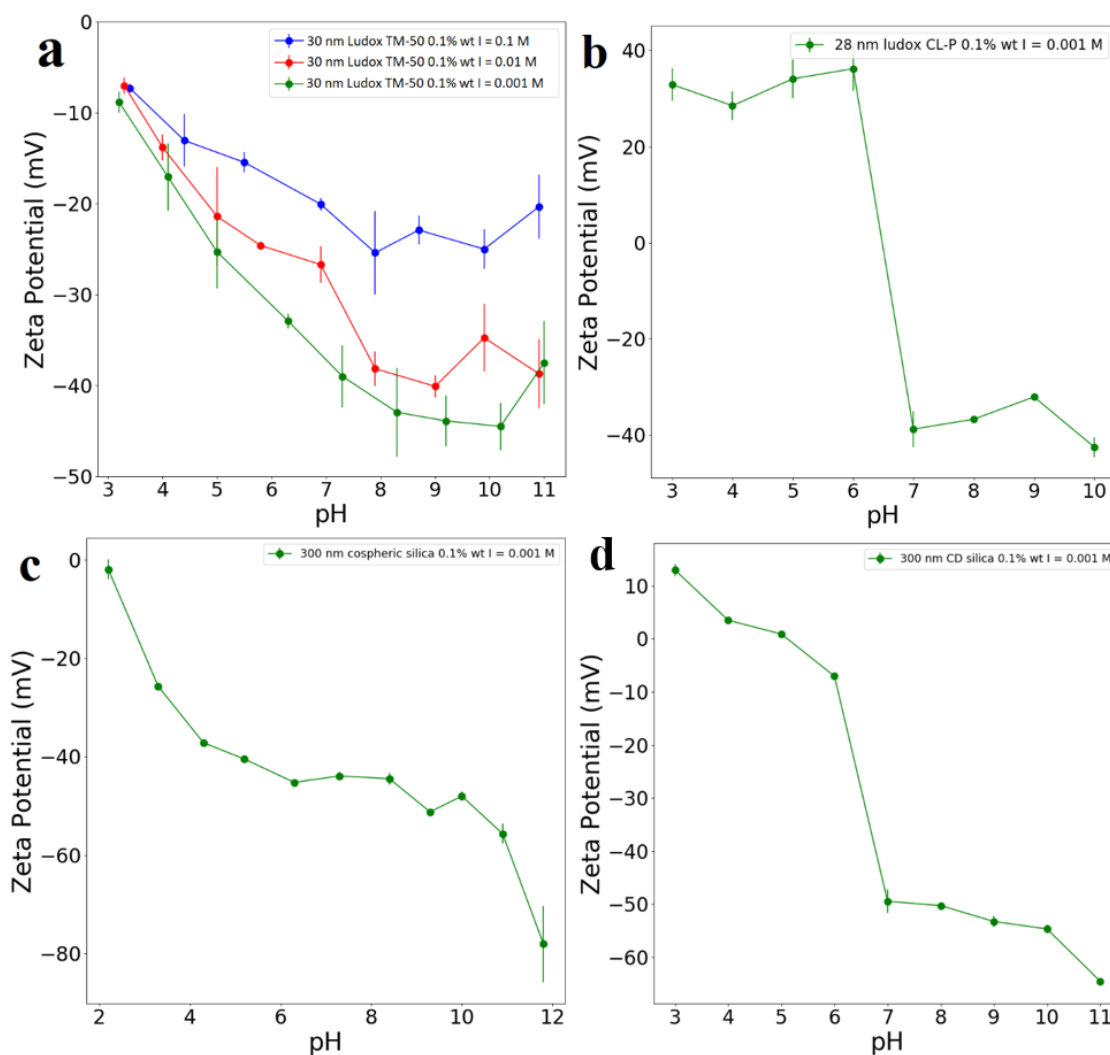 a
30 nm Ludox TM-50 0.1% wt I = 0.1 M
30 nm Ludox TM-50 0.1% wt I = 0.01 M
30 nm Ludox TM-50 0.1% wt I = 0.001 M
Zeta Potential (mV)
0
−10
−20
−30
−40
−50
3 4 5 6 7 8 9 10 11
pH
b
28 nm ludox CL-P 0.1% wt I = 0.001 M
Zeta Potential (mV)
40
20
0
−20
−40
3 4 5 6 7 8 9 10
pH
c
300 nm cospheric silica 0.1% wt I = 0.001 M
Zeta Potential (mV)
0
−20
−40
−60
−80
2 4 6 8 10 12
pH
d
300 nm CD silica 0.1% wt I = 0.001 M
Zeta Potential (mV)
10
0
−10
−20
−30
−40
−50
−60
3 4 5 6 7 8 9 10 11
pH